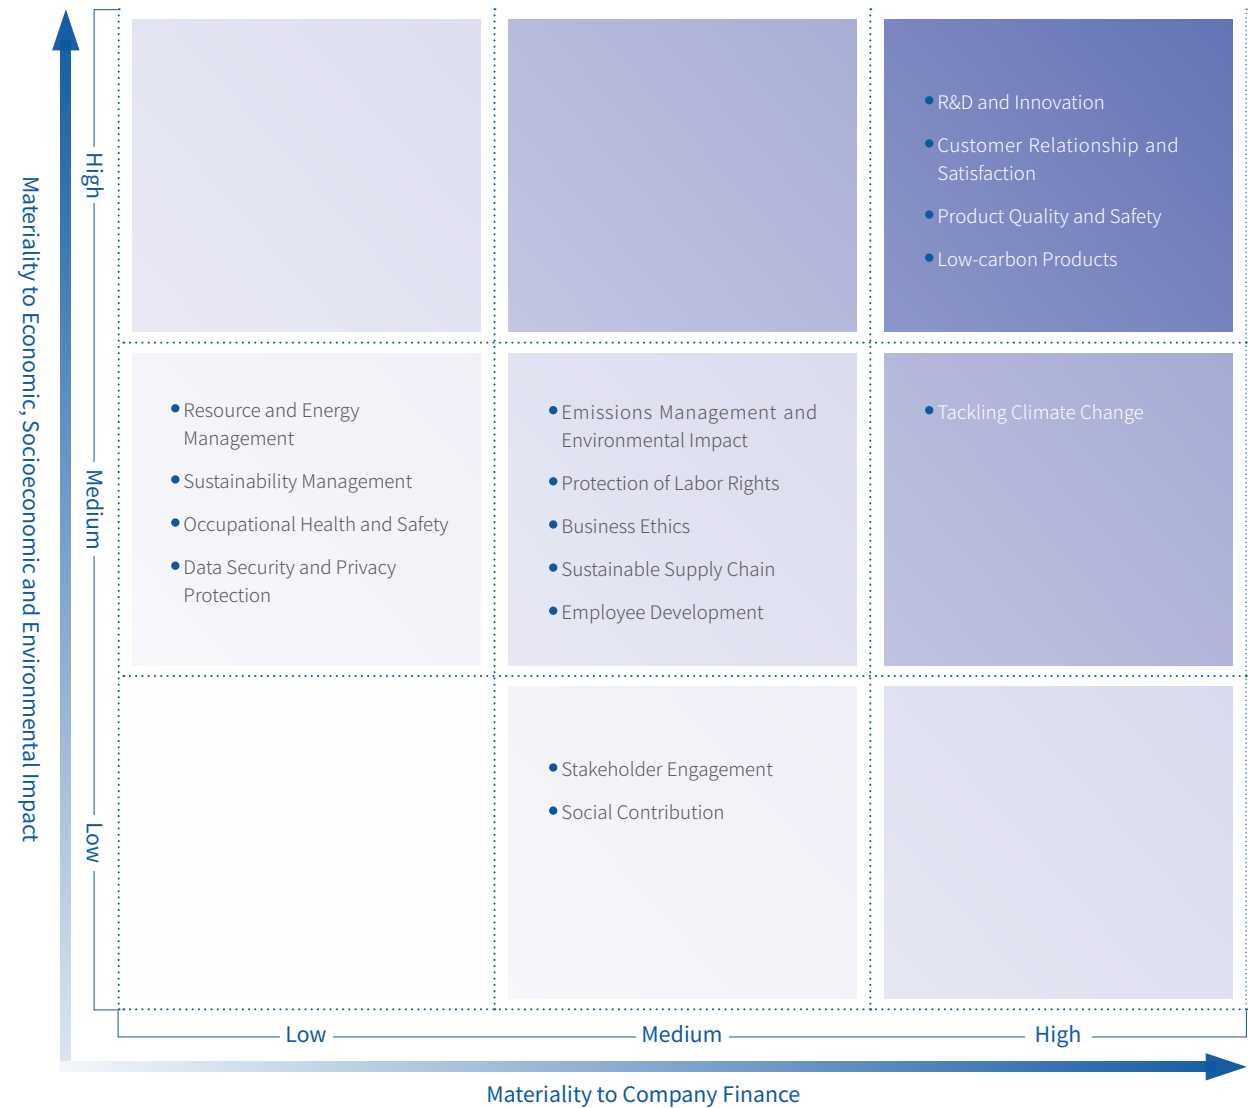 Materiality to Economic, Socioeconomic and Environmental Impact
High
Medium
Low
R&D and Innovation
Customer Relationship and
Satisfaction
Product Quality and Safety
Low-carbon Products
Resource and Energy
Management
Sustainability Management
Occupational Health and Safety
Data Security and Privacy
Protection
Emissions Management and
Environmental Impact
Protection of Labor Rights
Business Ethics
Sustainable Supply Chain
Employee Development
Tackling Climate Change
Stakeholder Engagement
Social Contribution
Low
Medium
High
Materiality to Company Finance